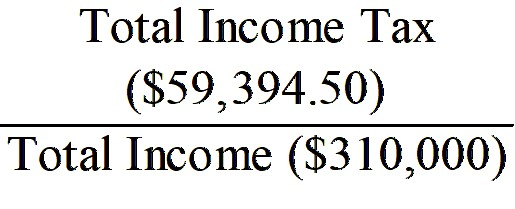 Total Income Tax
($59,394.50)
Total Income ($310,000)